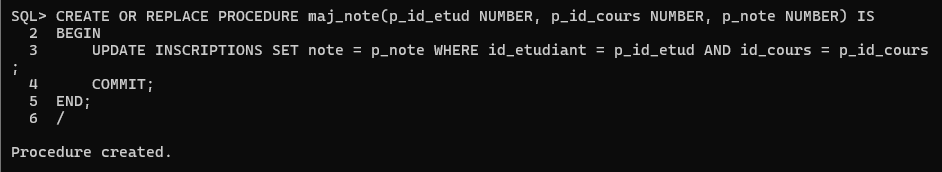 SQL> CREATE OR REPLACE PROCEDURE maj_note(p_id_etud NUMBER, p_id_cours NUMBER, p_note NUMBER) IS
  2  BEGIN
  3      UPDATE INSCRIPTIONS SET note = p_note WHERE id_etudiant = p_id_etud AND id_cours = p_id_cours
;
  4      COMMIT;
  5  END;
  6  /
Procedure created.